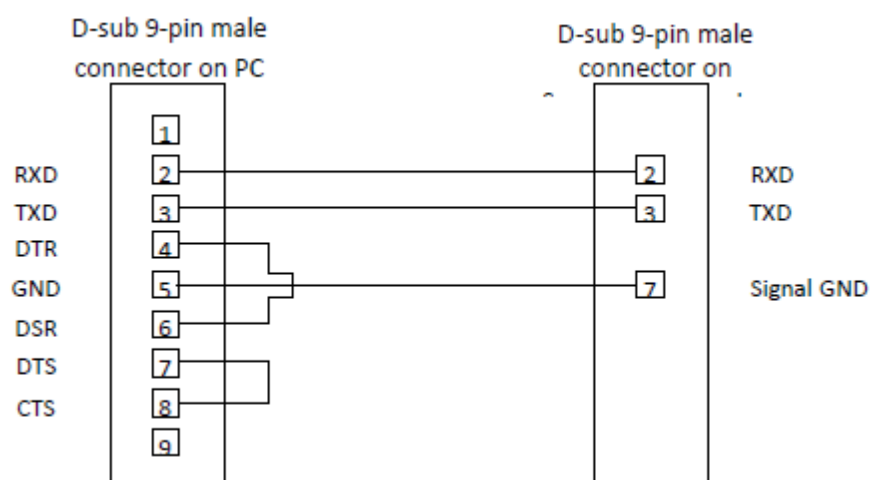 D-sub 9-pin male
connector on PC
D-sub 9-pin male
connector on
1
RXD 2 2 RXD
TXD 3 3 TXD
DTR 4
GND 5 7 Signal GND
DSR 6
DTS 7
CTS 8
9